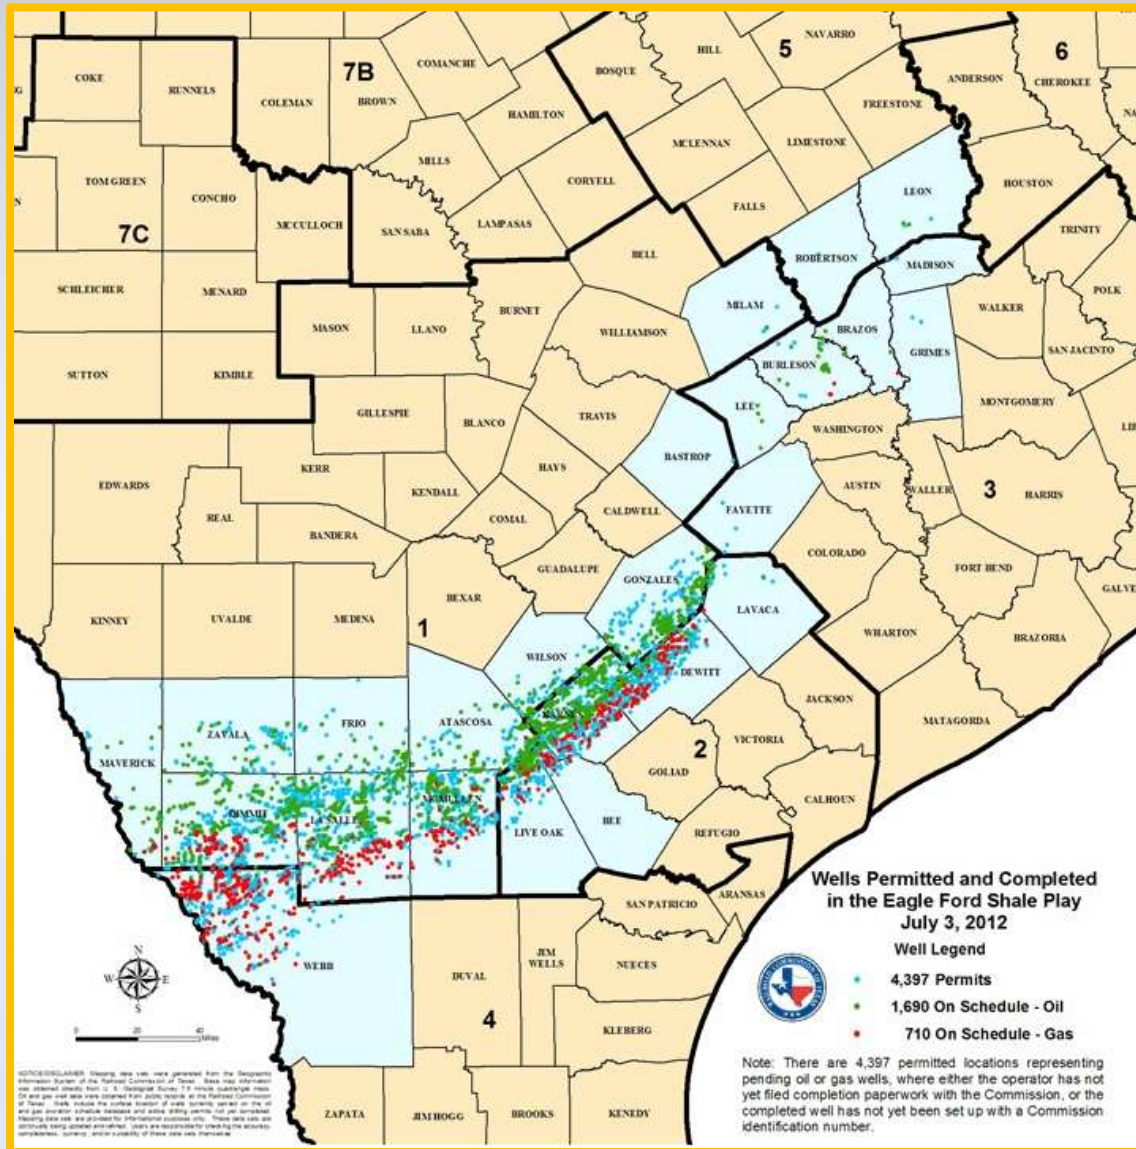 HILL
5
NAVARRO
6
COKE
RUNNELS
7B
COMANCHE
BOSQUE
ANDERSON
CHEROKEE
COLEMAN
BROWN
HAMILTON
FREESTONE
MCLENNAN
LIMESTONE
MILLS
TOM GREEN
CONCHO
CORYELL
LEON
HOUSTON
7C
MCCULLOCH
SAN SABA
LAMPASAS
FALLS
TRINITY
BELL
ROBERTSON
MADISON
SCHLEICHER
MENARD
MILAM
POLK
BURNET
WALKER
MASON
LLANO
WILLIAMSON
BRAZOS
GRIMES
SAN JACINTO
SUTTON
KIMBLE
BURLESON
GILLESPIE
BLANCO
TRAVIS
LEE
MONTGOMERY
WASHINGTON
BASTROP
EDWARDS
KERR
HAYS
AUSTIN
WALLER
3
HARRIS
KENDALL
REAL
COMAL
CALDWELL
FAYETTE
BANDERA
COLORADO
GUADALUPE
FORT BEND
GONZALES
BEXAR
LAVACA
KINNEY
UVALDE
MEDINA
1
WHARTON
BRAZORIA
WILSON
DEWITT
JACKSON
MATAGORDA
ZAVALA
FRIO
ATASCOSA
VICTORIA
2
MAVERICK
GOLIAD
CALHOUN
DIMMIT
LA SALLE
MCMULLEN
LIVE OAK
BEE
REFUGIO
Wells Permitted and Completed
in the Eagle Ford Shale Play
July 3, 2012
ARANSAS
SAN PATRICIO
Well Legend
N
W E
S
WEBB
DUVAL
JIM
WELLS
NUECES
4,397 Permits
1,690 On Schedule - Oil
710 On Schedule - Gas
4
KLEBERG
0 20 40
Miles
Note: There are 4,397 permitted locations representing
pending oil or gas wells, where either the operator has not
yet filed completion paperwork with the Commission, or the
completed well has not yet been set up with a Commission
identification number.
ZAPATA
JIM HOGG
BROOKS
KENEDY